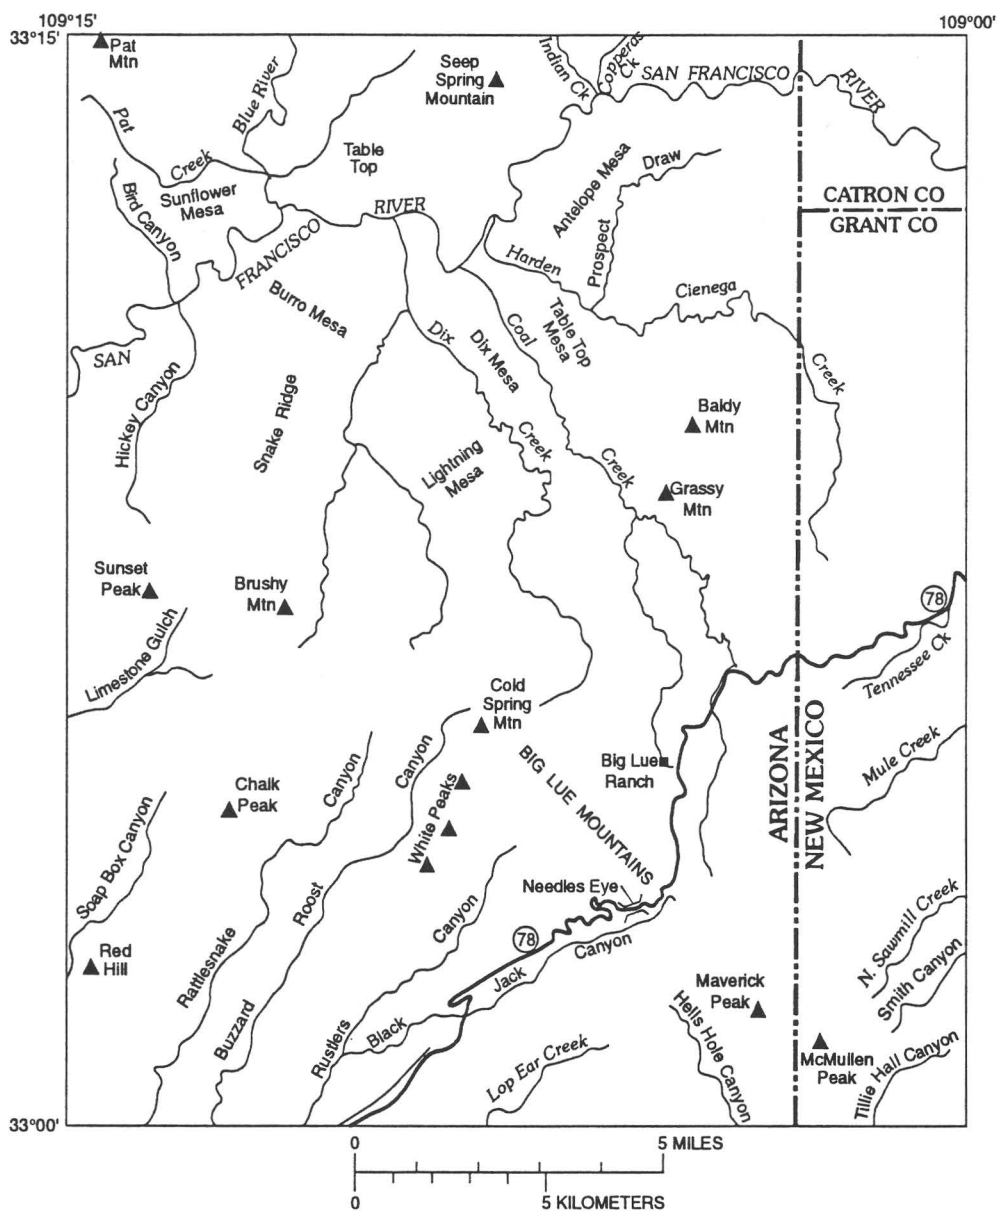 109°15'
109°00'
33°15'
Pat
Mtn
Blue River
Seep
Spring
Mountain
Indian Ck
Copperas
Ck
SAN FRANCISCO
RIVER
Pat
Creek
Table
Top
Antelope Mesa
Draw
Prospect
Bird Canyon
Sunflower
Mesa
RIVER
FRANCISCO
SAN
CATRON CO
GRANT CO
Harden
Cienega
Creek
Burro Mesa
Dix
Creek
Dix Mesa
Coal
Creek
Table Top
Mesa
Hickey Canyon
Snake Ridge
Lightning
Mesa
Baldy
Mtn
Grassy
Mtn
Sunset
Peak
Brushy
Mtn
Limestone Gulch
78
Tennessee Ck
Cold
Spring
Mtn
ARIZONA
NEW MEXICO
Mule Creek
Big Lue
Ranch
BIG LUE MOUNTAINS
Chalk
Peak
Canyon
Canyon
White Peaks
Soap Box Canyon
Needles Eye
Roost
Canyon
78
Canyon
Jack
Black
Red
Hill
Rattlesnake
Buzzard
Rustlers
Maverick
Peak
N. Sawmill Creek
Smith Canyon
Hells Hole Canyon
Lop Ear Creek
McMullen
Peak
Tillie Hall Canyon
33°00'
0
5 MILES
0
5 KILOMETERS